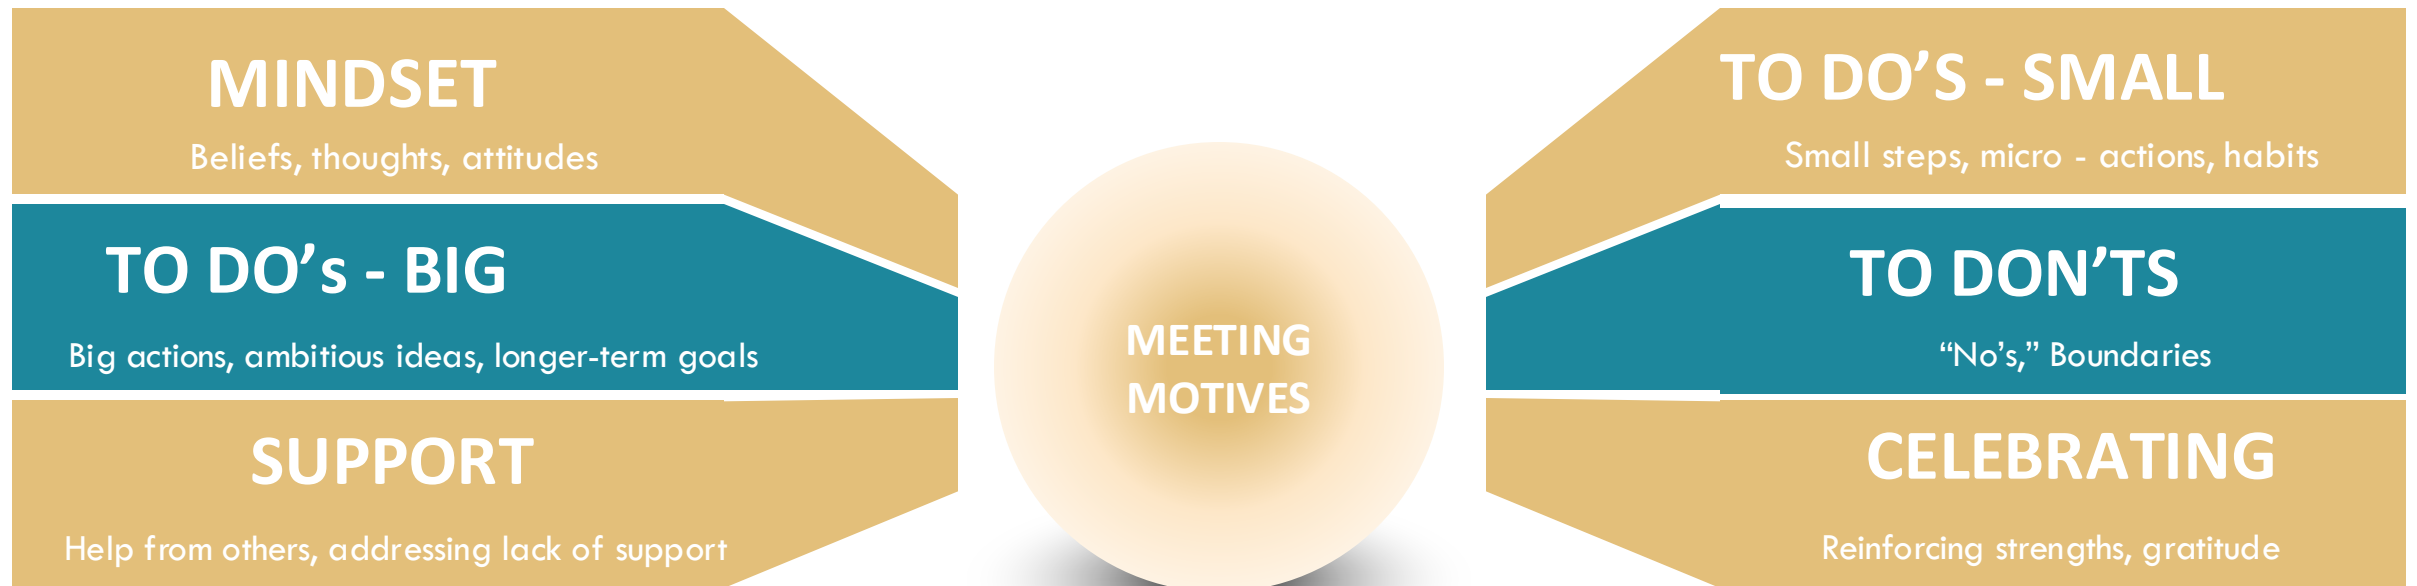 MINDSET
Beliefs, thoughts, attitudes
TO DO’s - BIG
Big actions, ambitious ideas, longer-term goals
SUPPORT
Help from others, addressing lack of support
MEETING
MOTIVES
TO DO’S - SMALL
Small steps, micro - actions, habits
TO DON’TS
“No’s,” Boundaries
CELEBRATING
Reinforcing strengths, gratitude